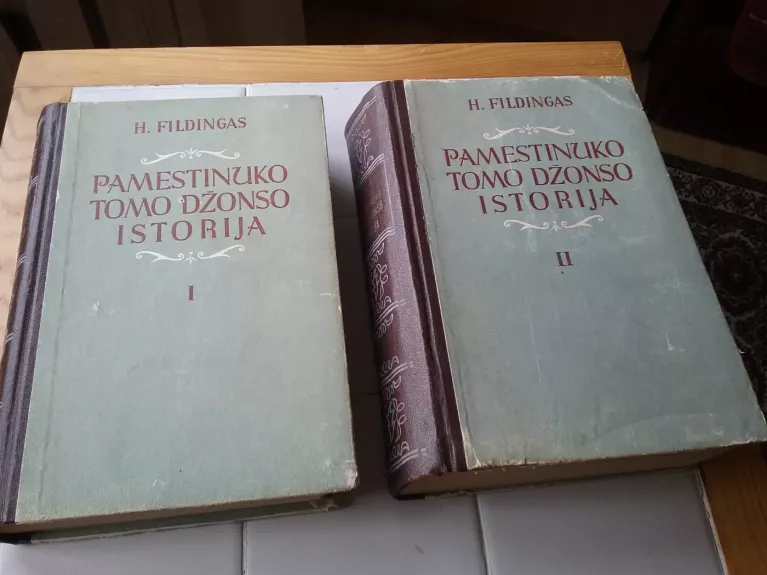 H. FILDINGAS
PAMESTINUKO
TOMO DŽONSO
ISTORIJA
I
H. FILDINGAS
PAMESTINUKO
TOMO DŽONSO
ISTORIJA
II